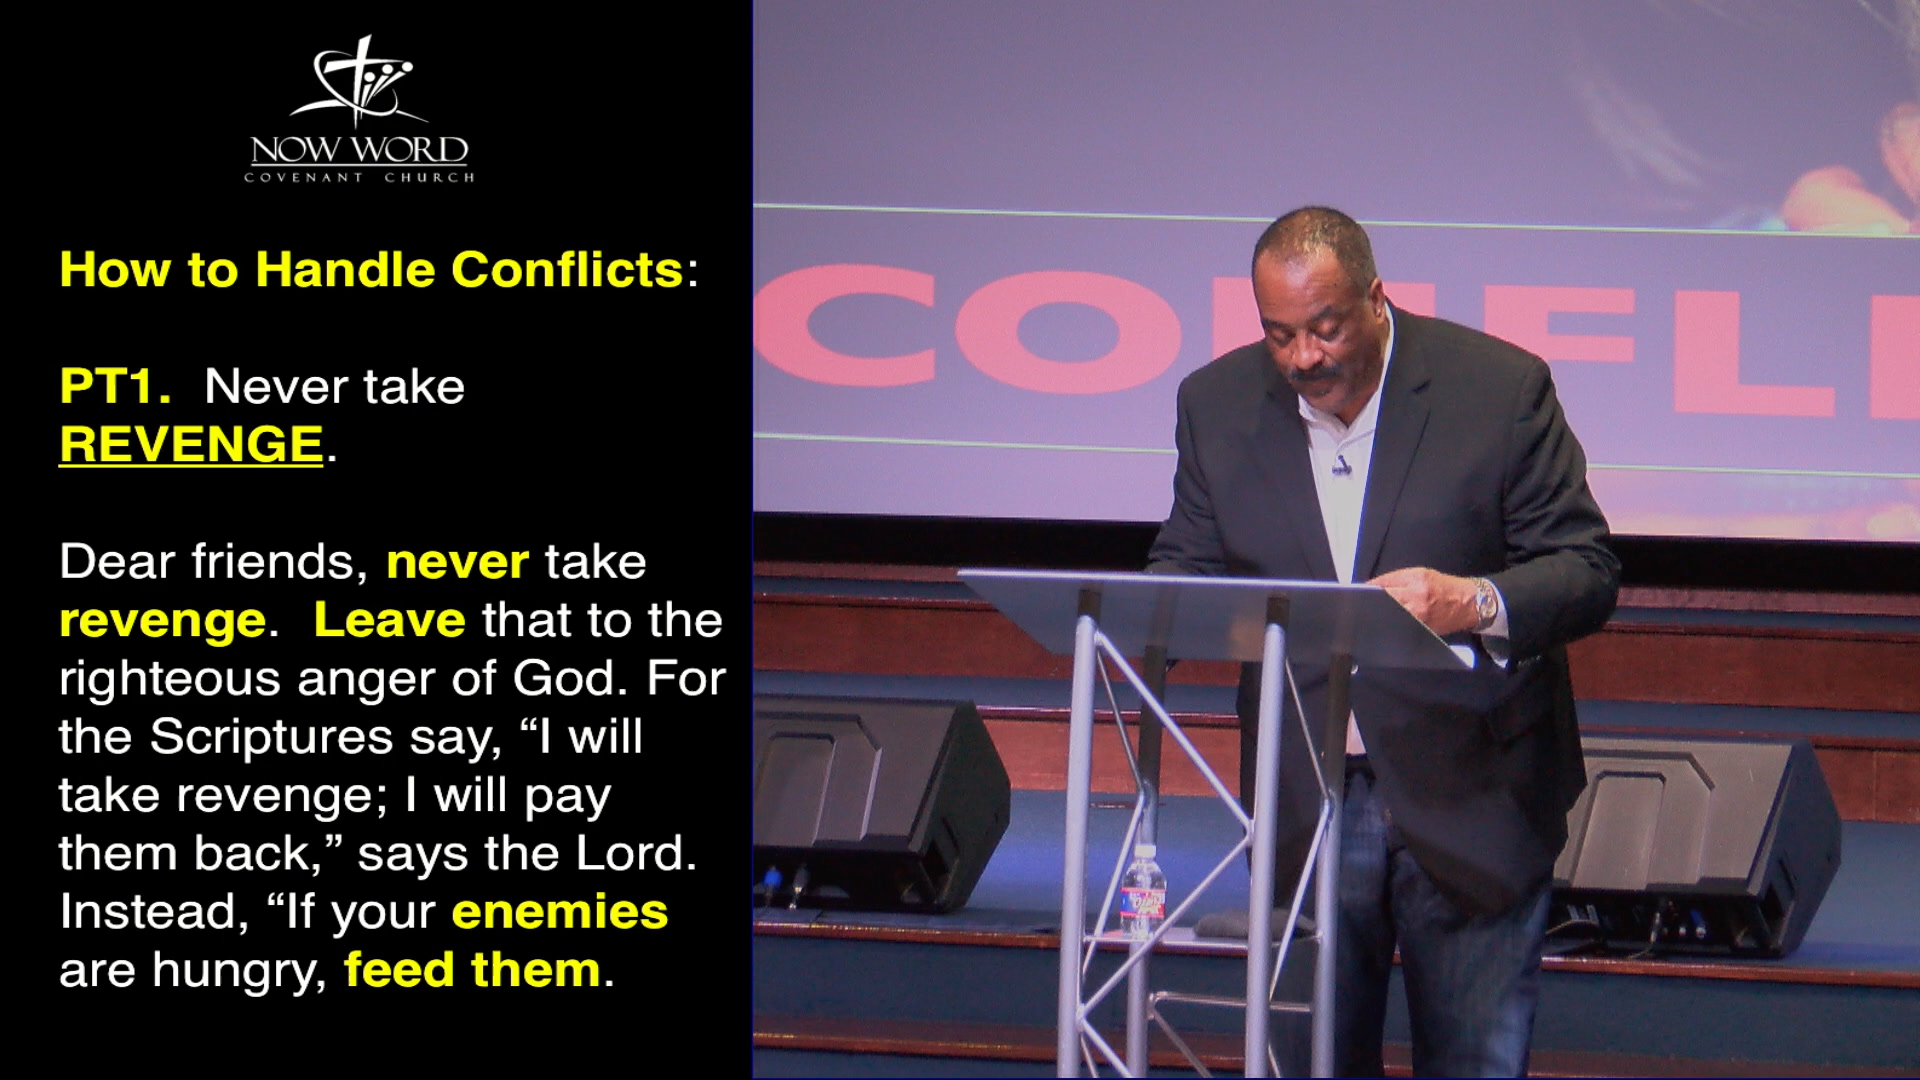 NOW WORD
COVENANT CHURCH
How to Handle Conflicts:
PT1. Never take
REVENGE.
Dear friends, never take
revenge. Leave that to the
righteous anger of God. For
the Scriptures say, “I will
take revenge; I will pay
them back,” says the Lord.
Instead, “If your enemies
are hungry, feed them.